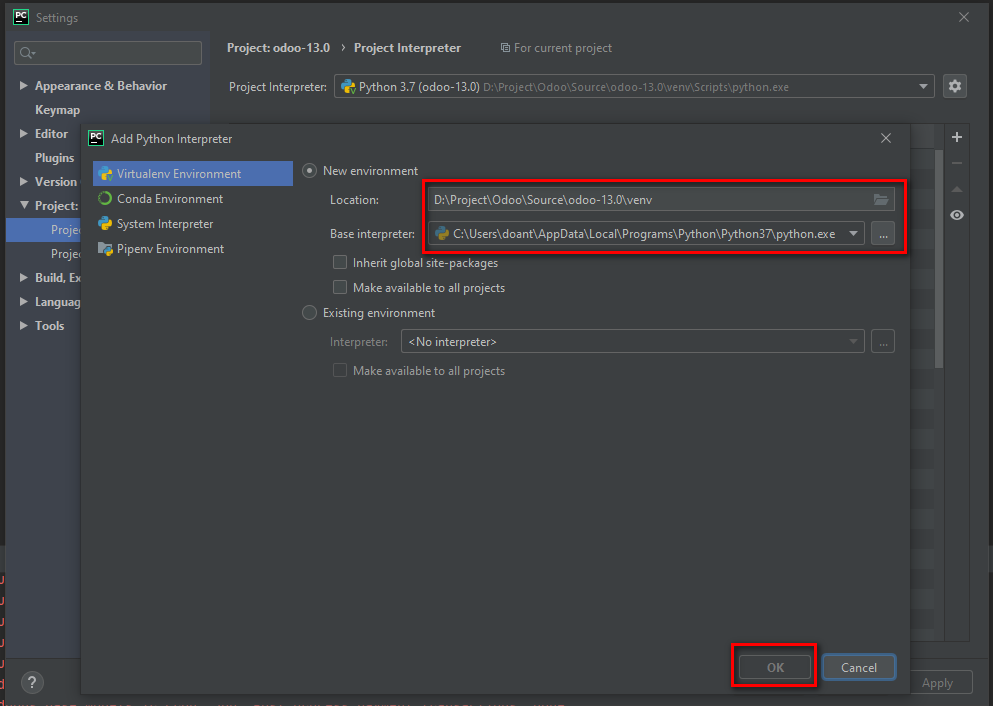 PC Settings
Project: odoo-13.0 › Project Interpreter For current project
Project Interpreter: Python 3.7 (odoo-13.0) D:\Project\Odoo\Source\odoo-13.0\venv\Scripts\python.exe
Appearance & Behavior
Keymap
Editor
Plugins
Version
Project:
Projec
Projec
Build, Ex
Languag
Tools
PC Add Python Interpreter
Virtualenv Environment
Conda Environment
System Interpreter
Pipenv Environment
New environment
Location: D:\Project\Odoo\Source\odoo-13.0\venv
Base interpreter: C:\Users\doant\AppData\Local\Programs\Python\Python37\python.exe ...
Inherit global site-packages
Make available to all projects
Existing environment
Interpreter: <No interpreter> ...
Make available to all projects
OK Cancel
? Apply